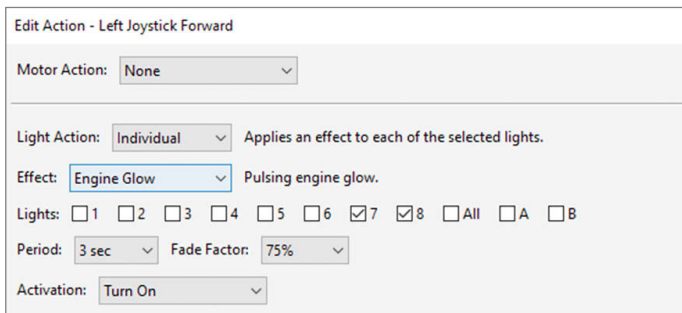 Edit Action - Left Joystick Forward
Motor Action: None
Light Action: Individual Applies an effect to each of the selected lights.
Effect: Engine Glow Pulsing engine glow.
Lights: 1 2 3 4 5 6 7 8 All A B
Period: 3 sec Fade Factor: 75%
Activation: Turn On